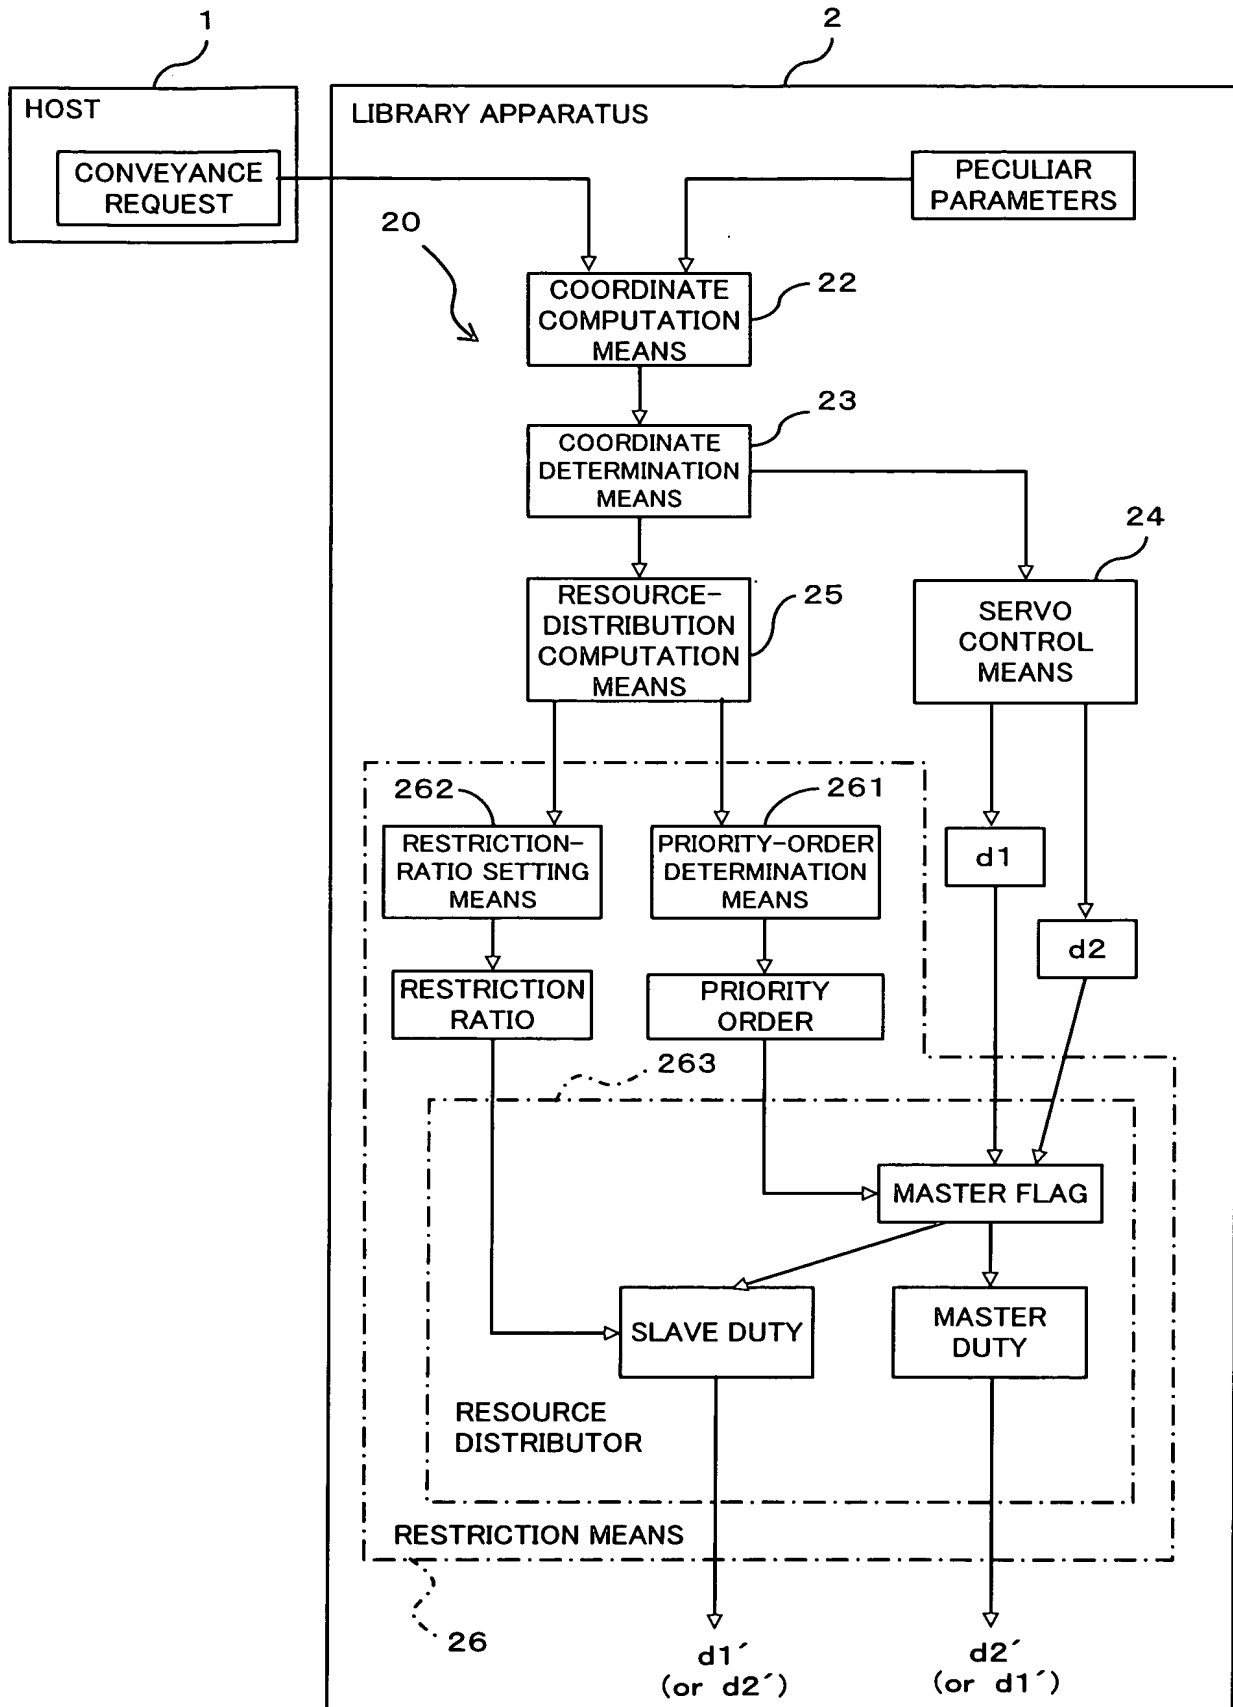 1
2
HOST
LIBRARY APPARATUS
CONVEYANCE
REQUEST
PECULIAR
PARAMETERS
20
COORDINATE
COMPUTATION
MEANS
22
COORDINATE
DETERMINATION
MEANS
23
24
RESOURCE-
DISTRIBUTION
COMPUTATION
MEANS
25
SERVO
CONTROL
MEANS
262
261
RESTRICTION-
RATIO SETTING
MEANS
PRIORITY-ORDER
DETERMINATION
MEANS
d1
d2
RESTRICTION
RATIO
PRIORITY
ORDER
263
MASTER FLAG
SLAVE DUTY
MASTER
DUTY
RESOURCE
DISTRIBUTOR
RESTRICTION MEANS
26
d1′
(or d2′)
d2′
(or d1′)